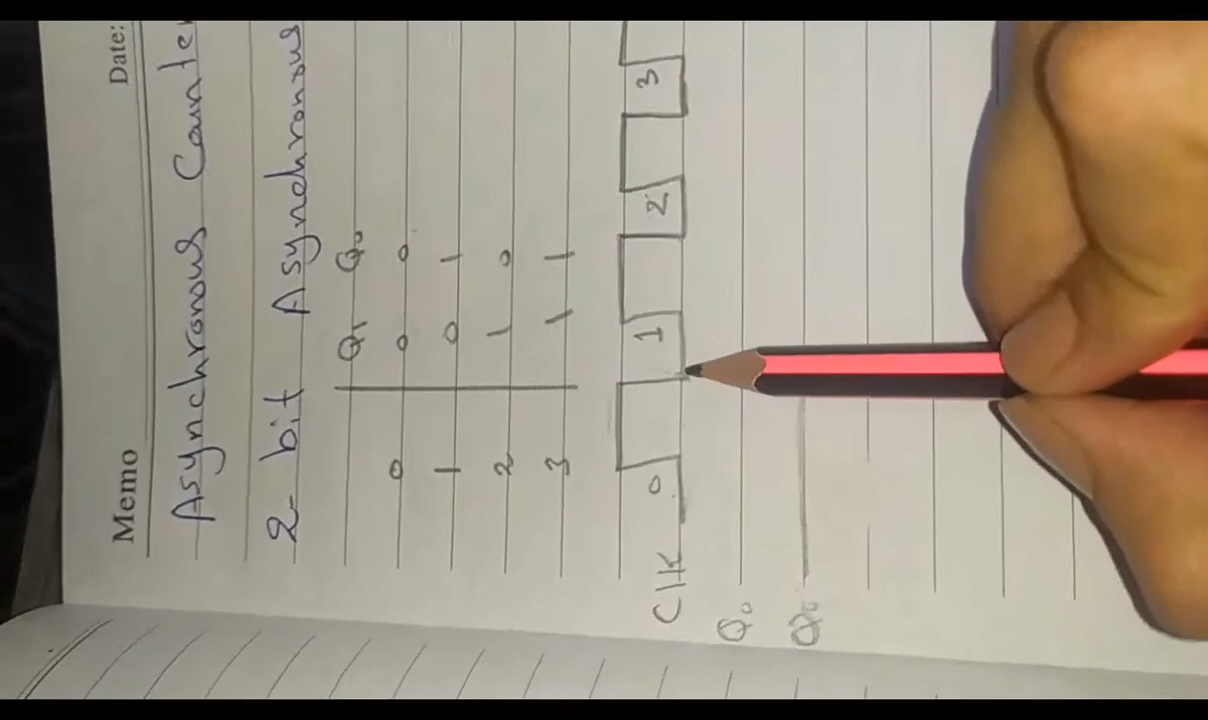 Memo Date:
Asynchronous Counter
2-bit Asynchronous
Q1 Q0
0 0 0
1 0 1
2 1 0
3 1 1
Clk 0 1 2 3
Q0